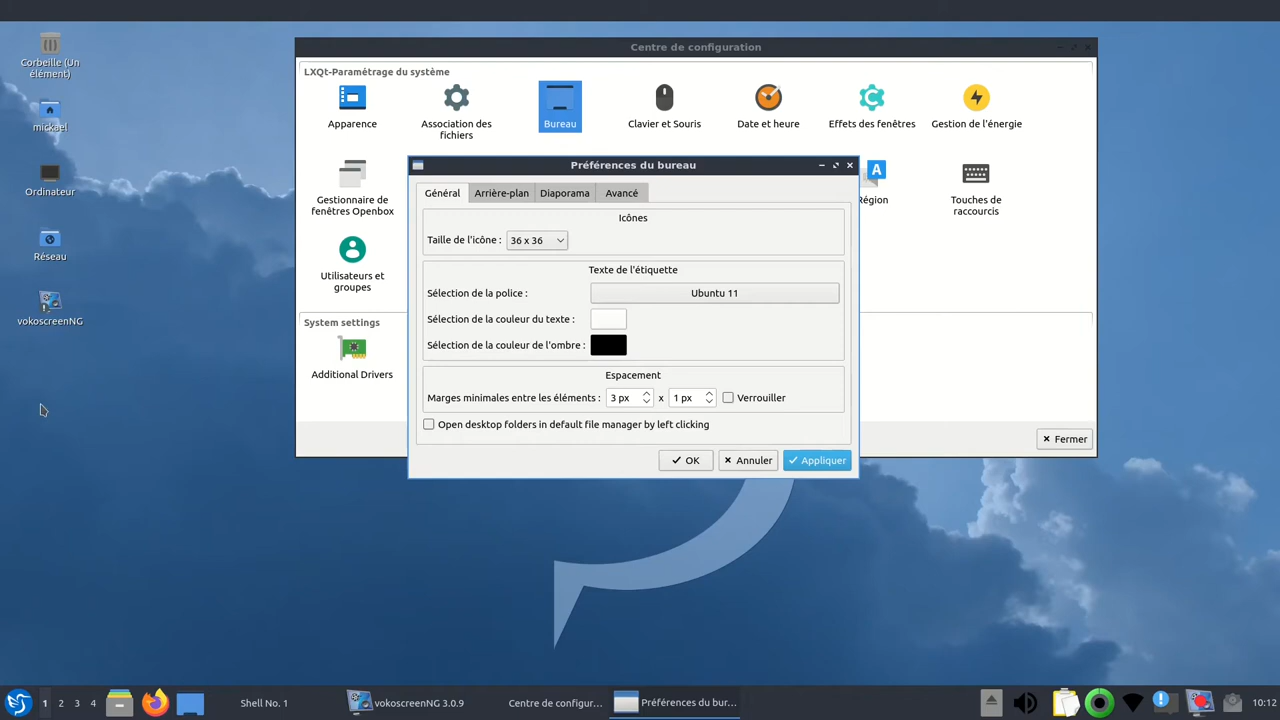 Corbeille (Un
élément)
mickael
Ordinateur
Réseau
vokoscreenNG
Centre de configuration
LXQt-Paramétrage du système
Apparence
Association des
fichiers
Bureau
Clavier et Souris
Date et heure
Effets des fenêtres
Gestion de l'énergie
Gestionnaire de
fenêtres Openbox
Région
Touches de
raccourcis
Utilisateurs et
groupes
System settings
Additional Drivers
Fermer
Préférences du bureau
Général
Arrière-plan
Diaporama
Avancé
Icônes
Taille de l'icône : 36 x 36
Texte de l'étiquette
Sélection de la police : Ubuntu 11
Sélection de la couleur du texte :
Sélection de la couleur de l'ombre :
Espacement
Marges minimales entre les éléments : 3 px x 1 px Verrouiller
Open desktop folders in default file manager by left clicking
OK
Annuler
Appliquer
1 2 3 4
Shell No. 1
vokoscreenNG 3.0.9
Centre de configur...
Préférences du bur...
10:12